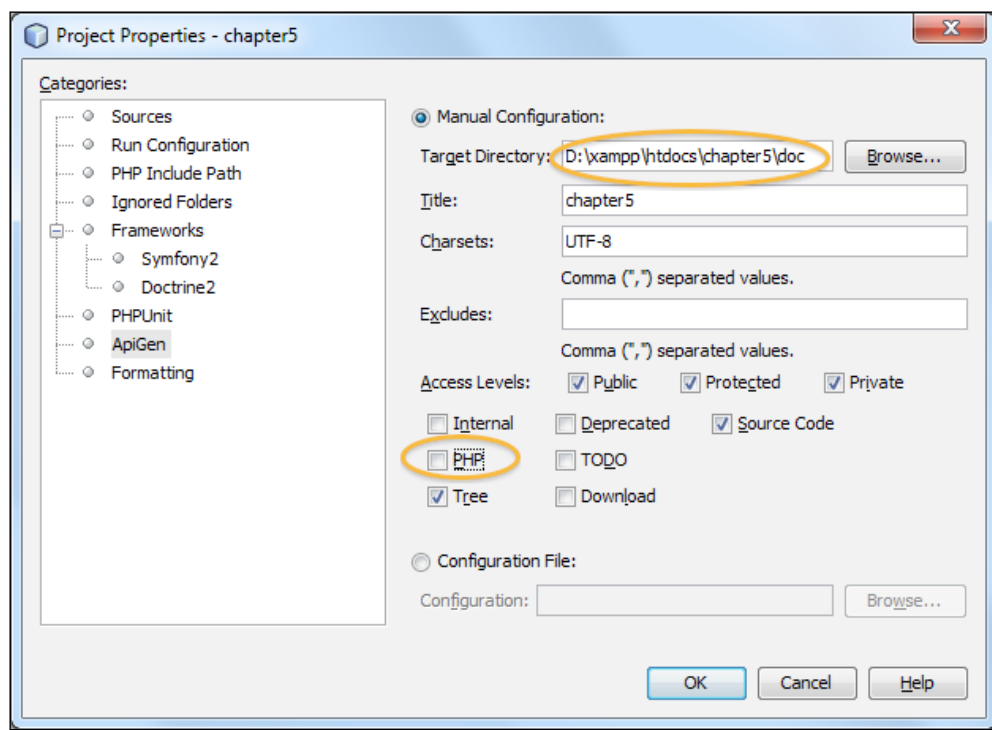 Project Properties - chapter5
Categories:
Sources
Run Configuration
PHP Include Path
Ignored Folders
Frameworks
Symfony2
Doctrine2
PHPUnit
ApiGen
Formatting
Manual Configuration:
Target Directory: D:\xampp\htdocs\chapter5\doc Browse...
Title: chapter5
Charsets: UTF-8
Comma (",") separated values.
Excludes:
Comma (",") separated values.
Access Levels: Public Protected Private
Internal Deprecated Source Code
PHP TODO
Tree Download
Configuration File:
Configuration: Browse...
OK Cancel Help